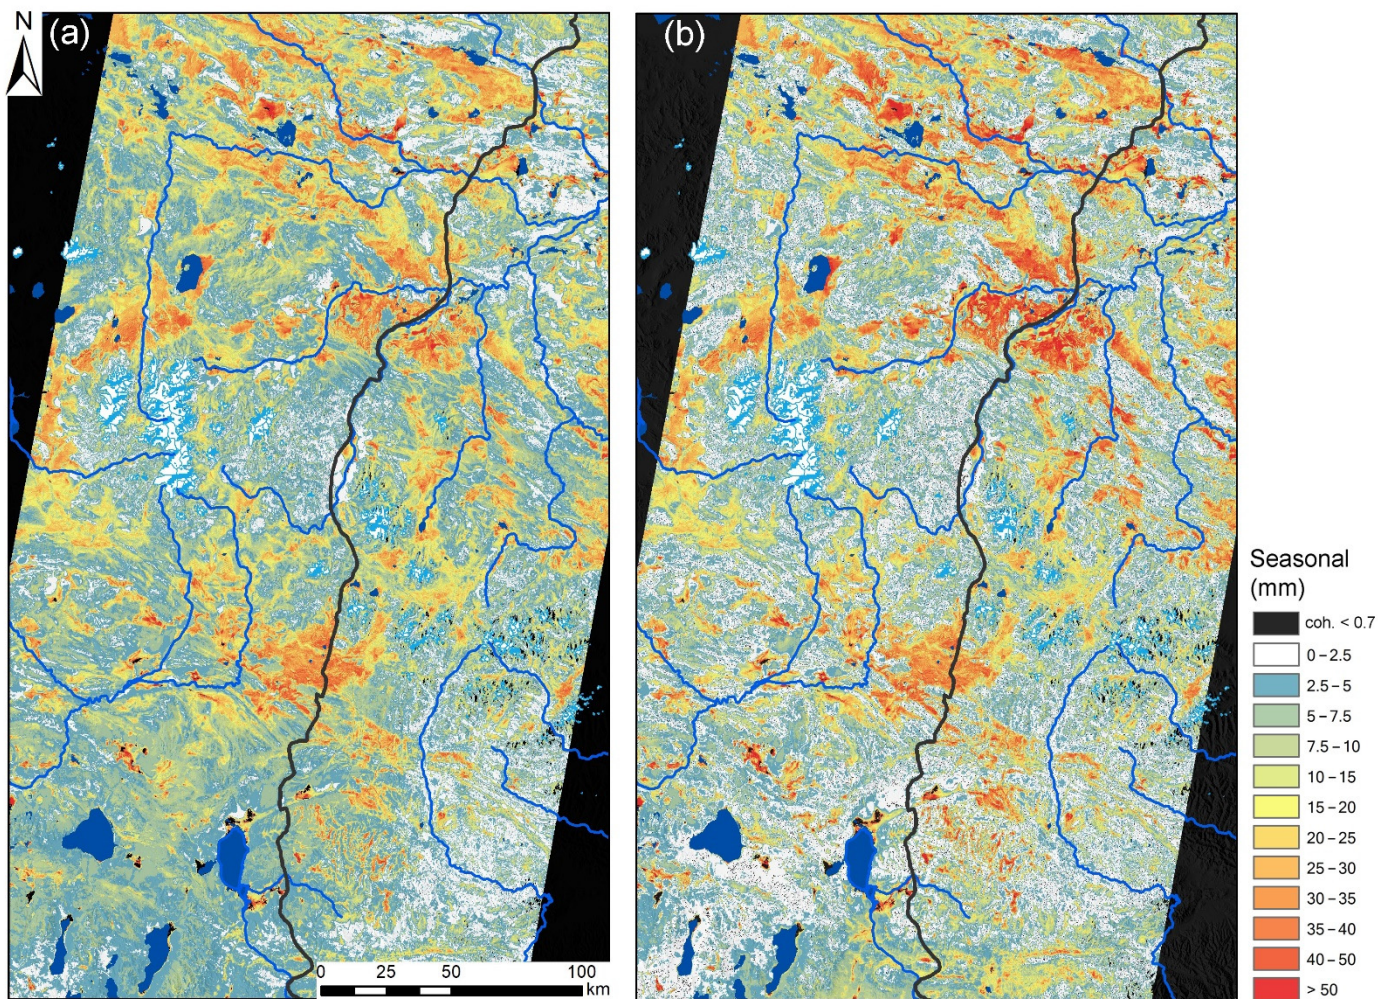 N
(a)
(b)
0 25 50 100
km
Seasonal
(mm)
coh. < 0.7
0 – 2.5
2.5 – 5
5 – 7.5
7.5 – 10
10 – 15
15 – 20
20 – 25
25 – 30
30 – 35
35 – 40
40 – 50
> 50